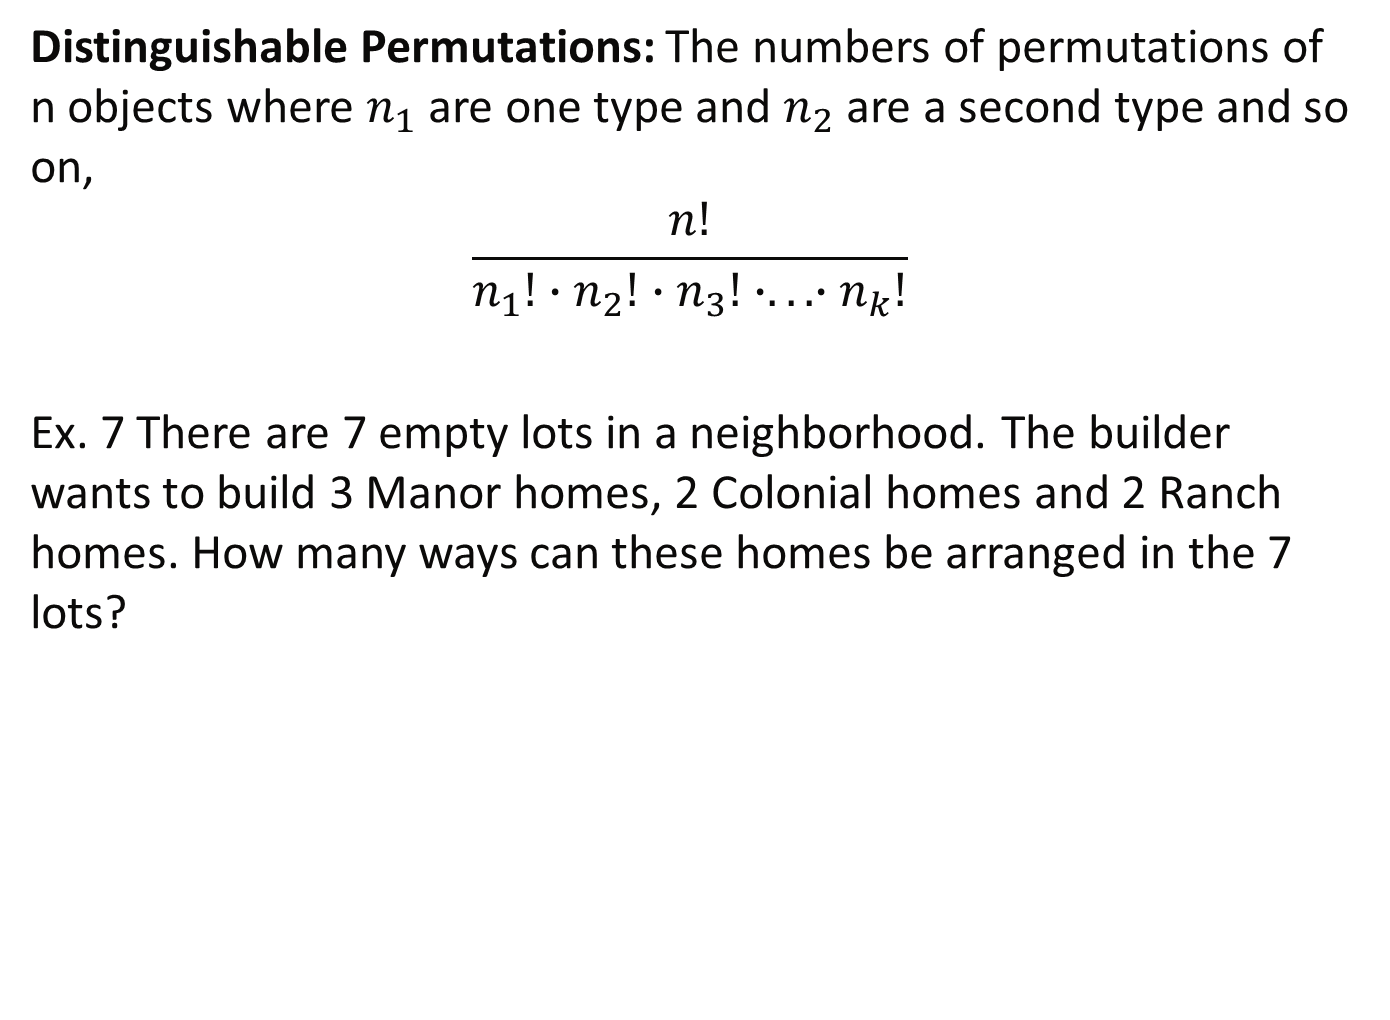 Distinguishable Permutations: The numbers of permutations of
n objects where n₁ are one type and n₂ are a second type and so
on,
n!
n₁! · n₂! · n₃! ·...· nₖ!
Ex. 7 There are 7 empty lots in a neighborhood. The builder
wants to build 3 Manor homes, 2 Colonial homes and 2 Ranch
homes. How many ways can these homes be arranged in the 7
lots?